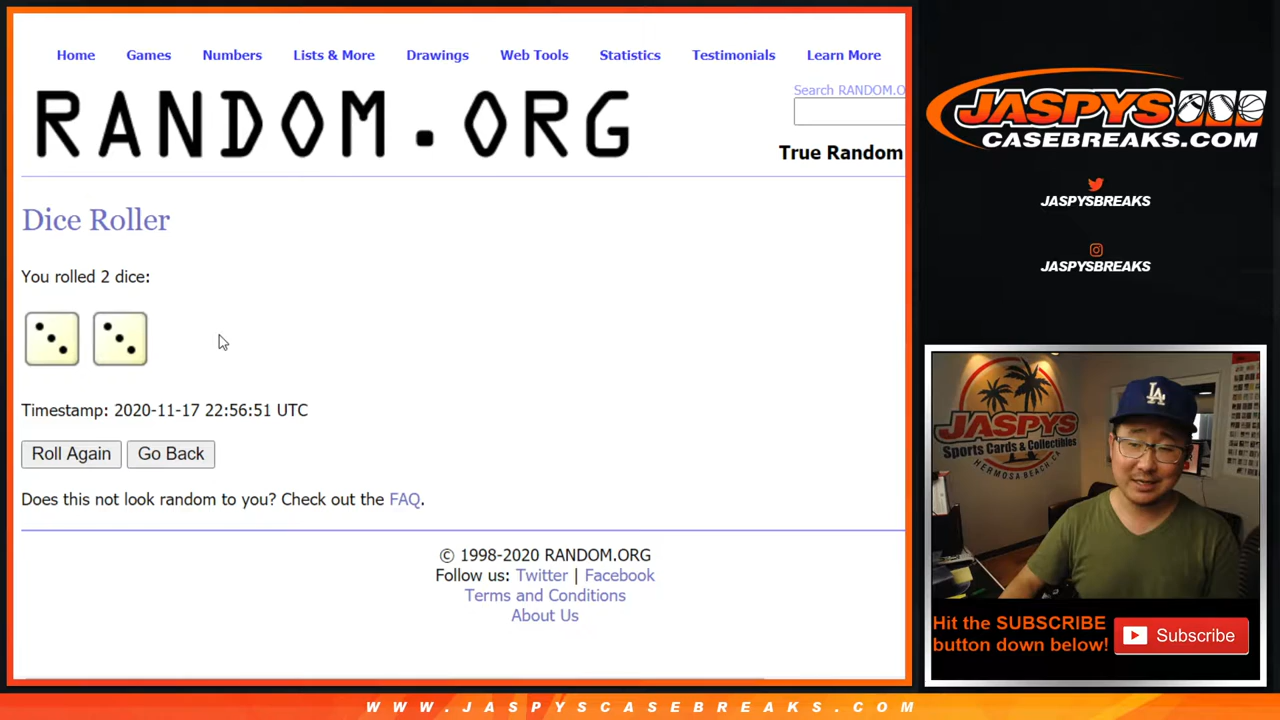 Home Games Numbers Lists & More Drawings Web Tools Statistics Testimonials Learn More
Search RANDOM.O
RANDOM.ORG
True Random
Dice Roller
You rolled 2 dice:
Timestamp: 2020-11-17 22:56:51 UTC
Roll Again Go Back
Does this not look random to you? Check out the FAQ.
© 1998-2020 RANDOM.ORG
Follow us: Twitter | Facebook
Terms and Conditions
About Us
JASPYS
CASEBREAKS.COM
JASPYSBREAKS
JASPYSBREAKS
JASPYS
Sports Cards & Collectibles
HERMOSA BEACH, CA
LA
Hit the SUBSCRIBE
button down below!
Subscribe
WWW.JASPYSCASEBREAKS.COM